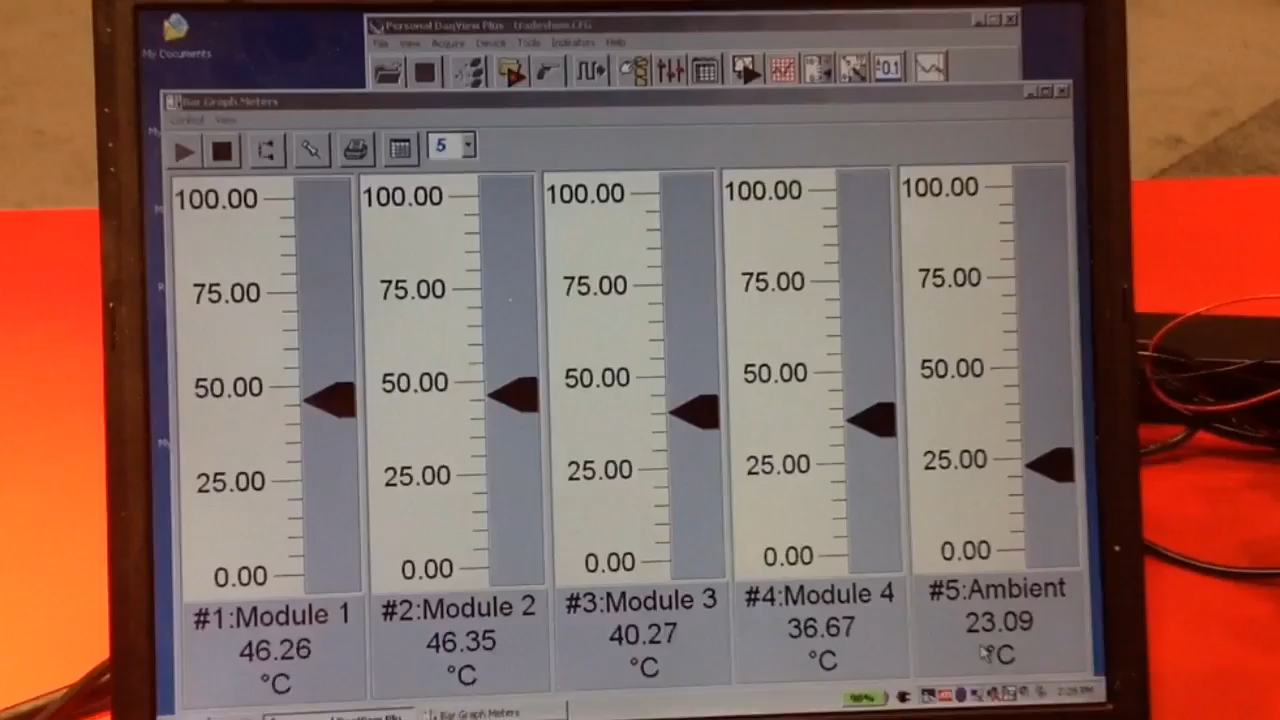 My Documents
Personal DaqView Plus - tradeshow.CFG
File View Acquire Device Tools Indicators Help
0.1
Bar Graph Meters
Control View
5
100.00 100.00 100.00 100.00 100.00
75.00 75.00 75.00 75.00 75.00
50.00 50.00 50.00 50.00 50.00
25.00 25.00 25.00 25.00 25.00
0.00 0.00 0.00 0.00 0.00
#1:Module 1 #2:Module 2 #3:Module 3 #4:Module 4 #5:Ambient
46.26 46.35 40.27 36.67 23.09
°C °C °C °C °C
Bar Graph Meters